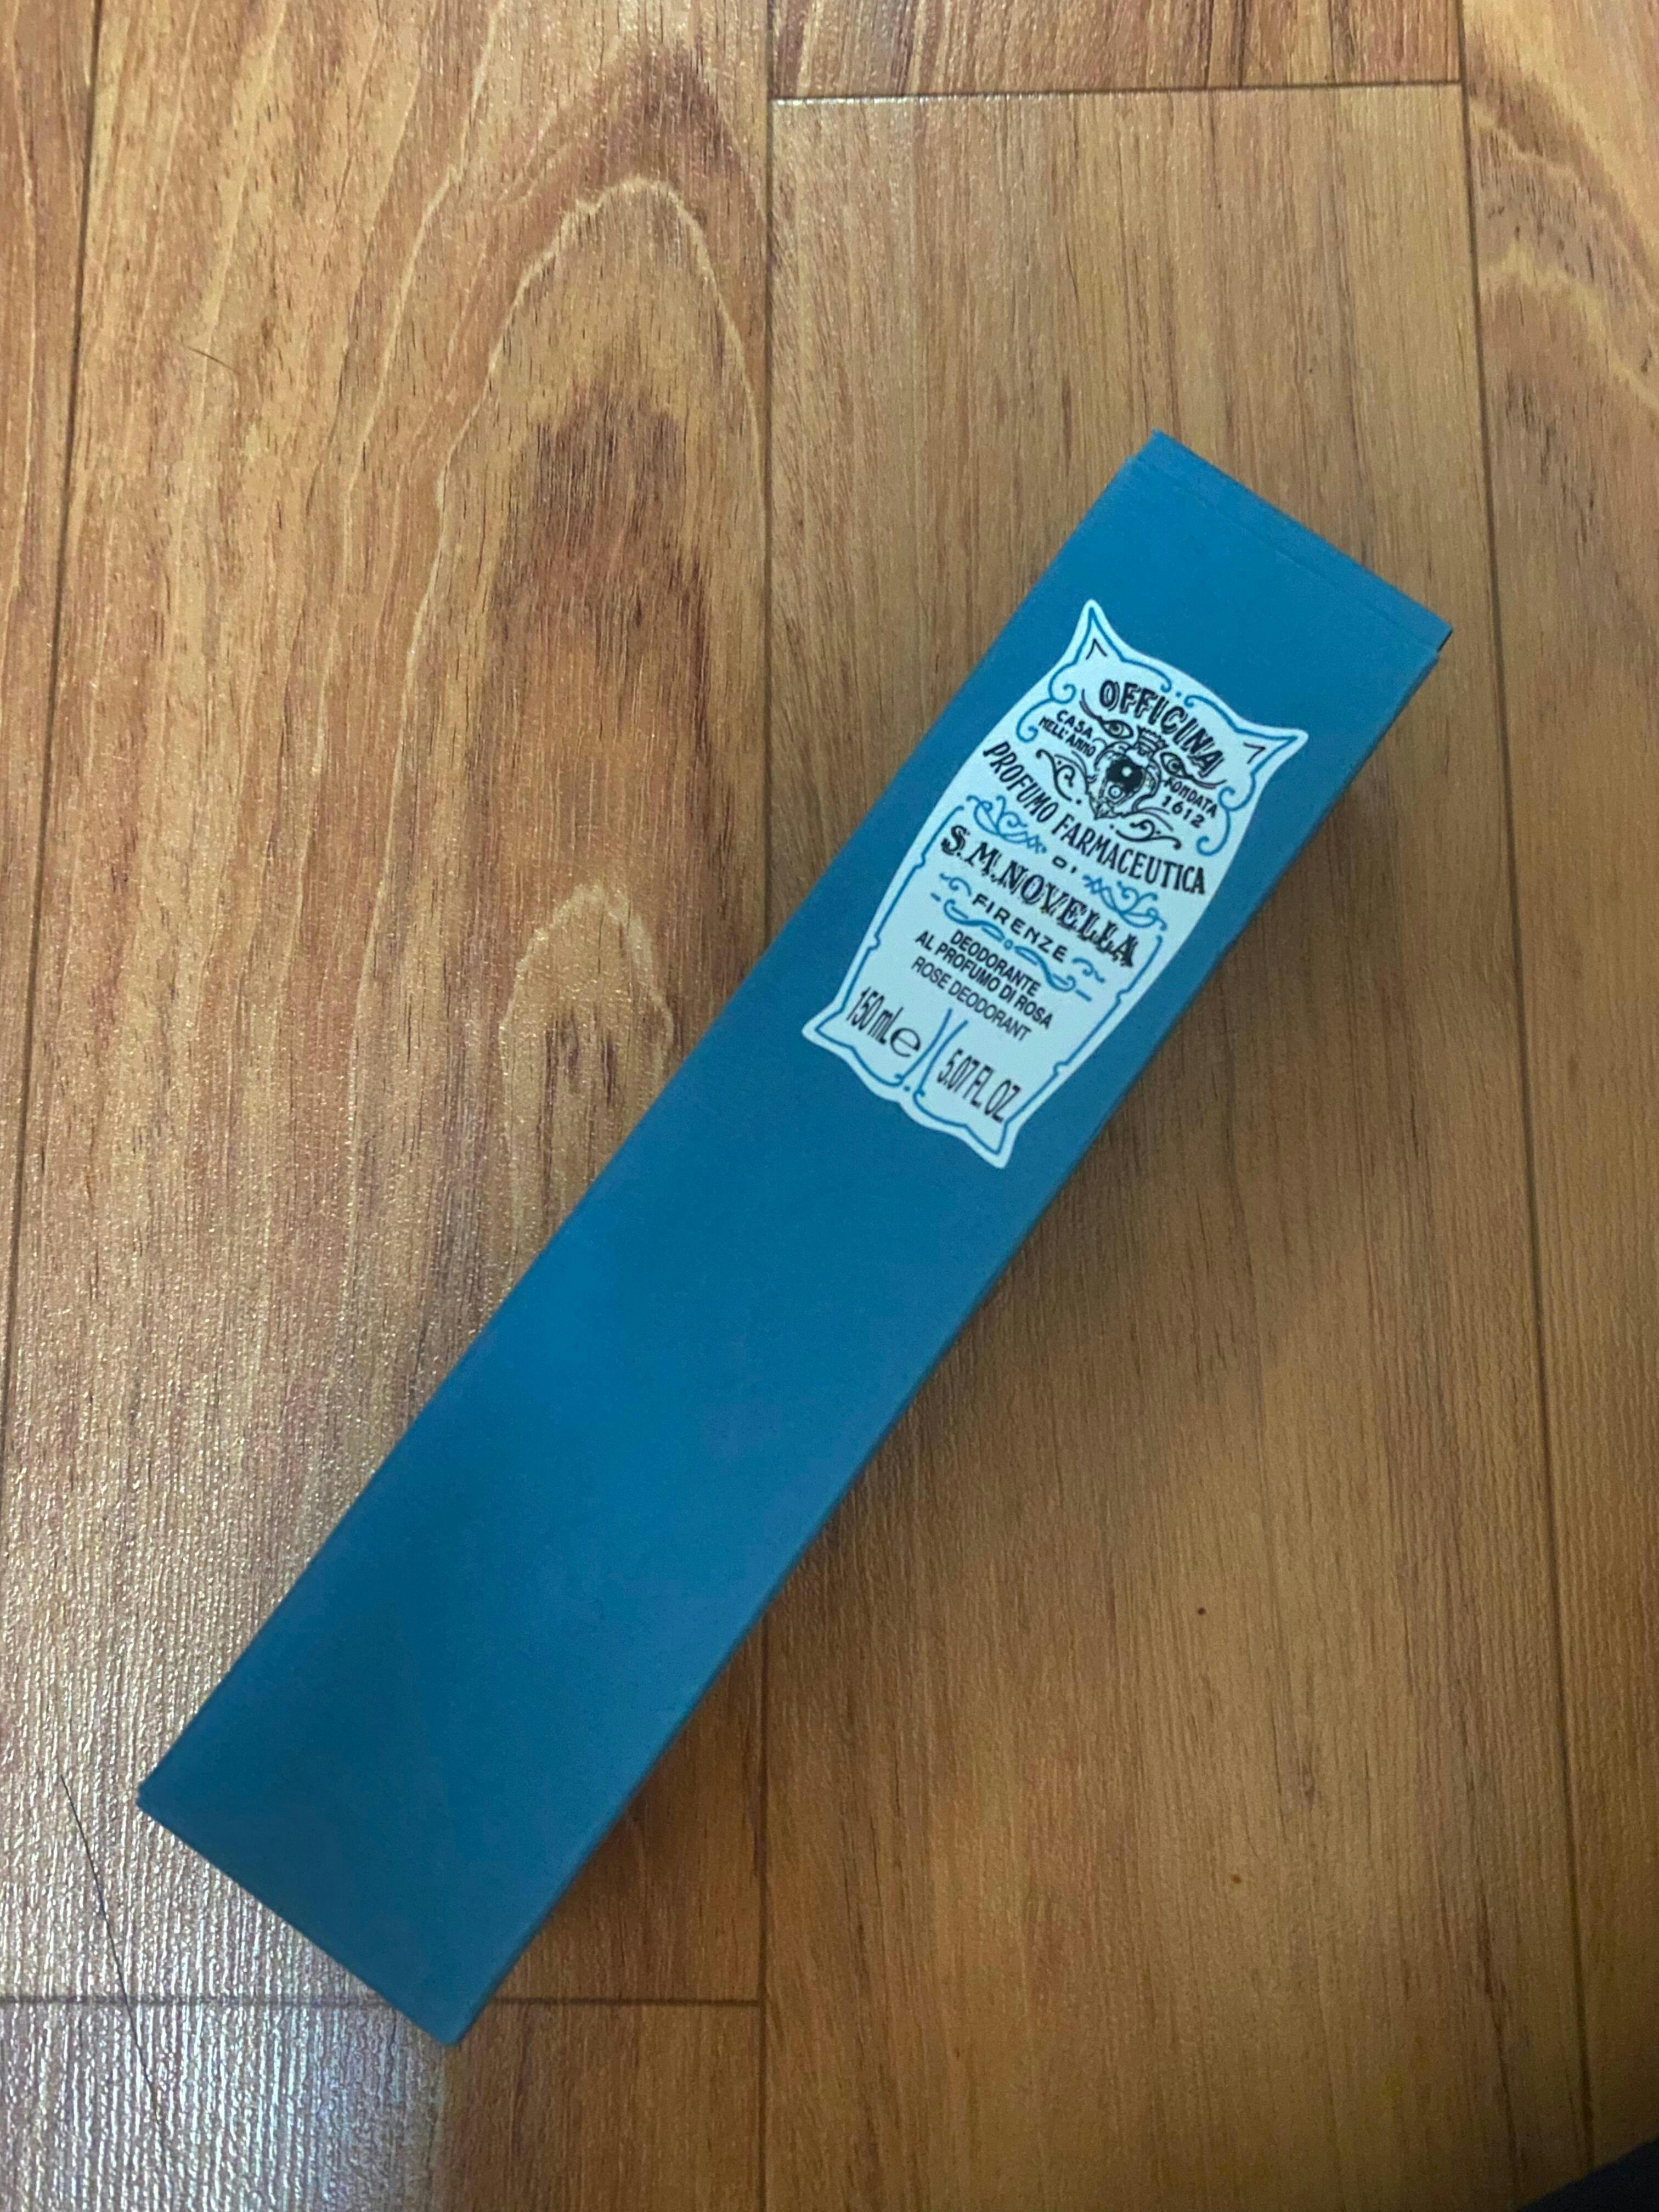 OFFICINA
CASA FONDATA
NELL'ANNO 1612
PROFUMO FARMACEUTICA
DI
S.M.NOVELLA
FIRENZE
DEODORANTE
AL PROFUMO DI ROSA
ROSE DEODORANT
150 ml e 5.07 FL. OZ